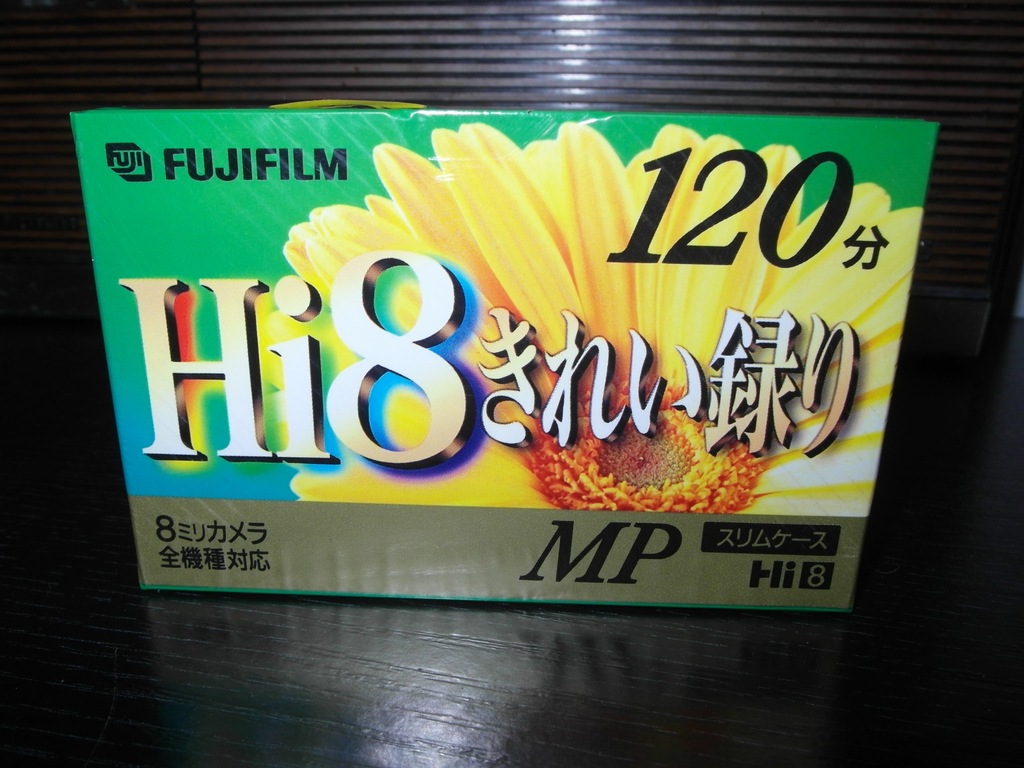 Fuji FUJIFILM
120分
Hi8きれい録り
8ミリカメラ
全機種対応
MP
スリムケース
Hi8